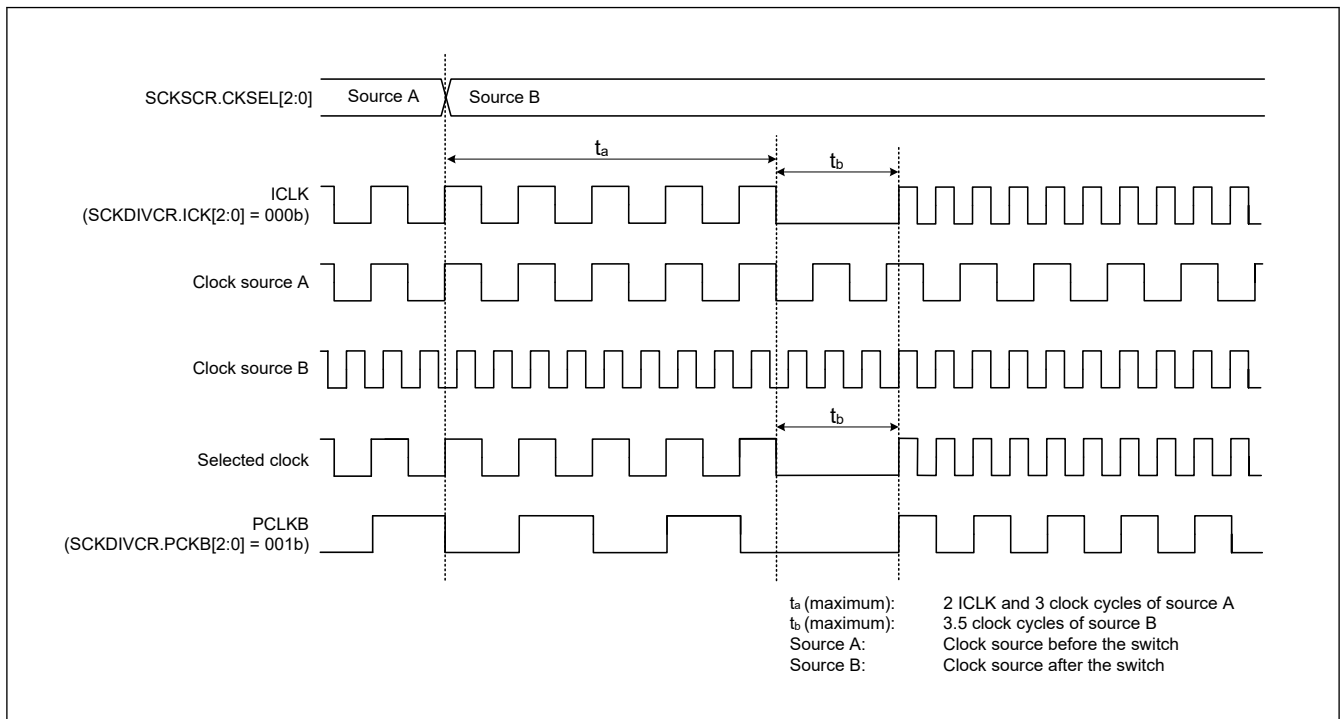 SCKSCR.CKSEL[2:0] Source A Source B
ta
tb
ICLK
(SCKDIVCR.ICK[2:0] = 000b)
Clock source A
Clock source B
tb
Selected clock
PCLKB
(SCKDIVCR.PCKB[2:0] = 001b)
ta (maximum): 2 ICLK and 3 clock cycles of source A
tb (maximum): 3.5 clock cycles of source B
Source A: Clock source before the switch
Source B: Clock source after the switch